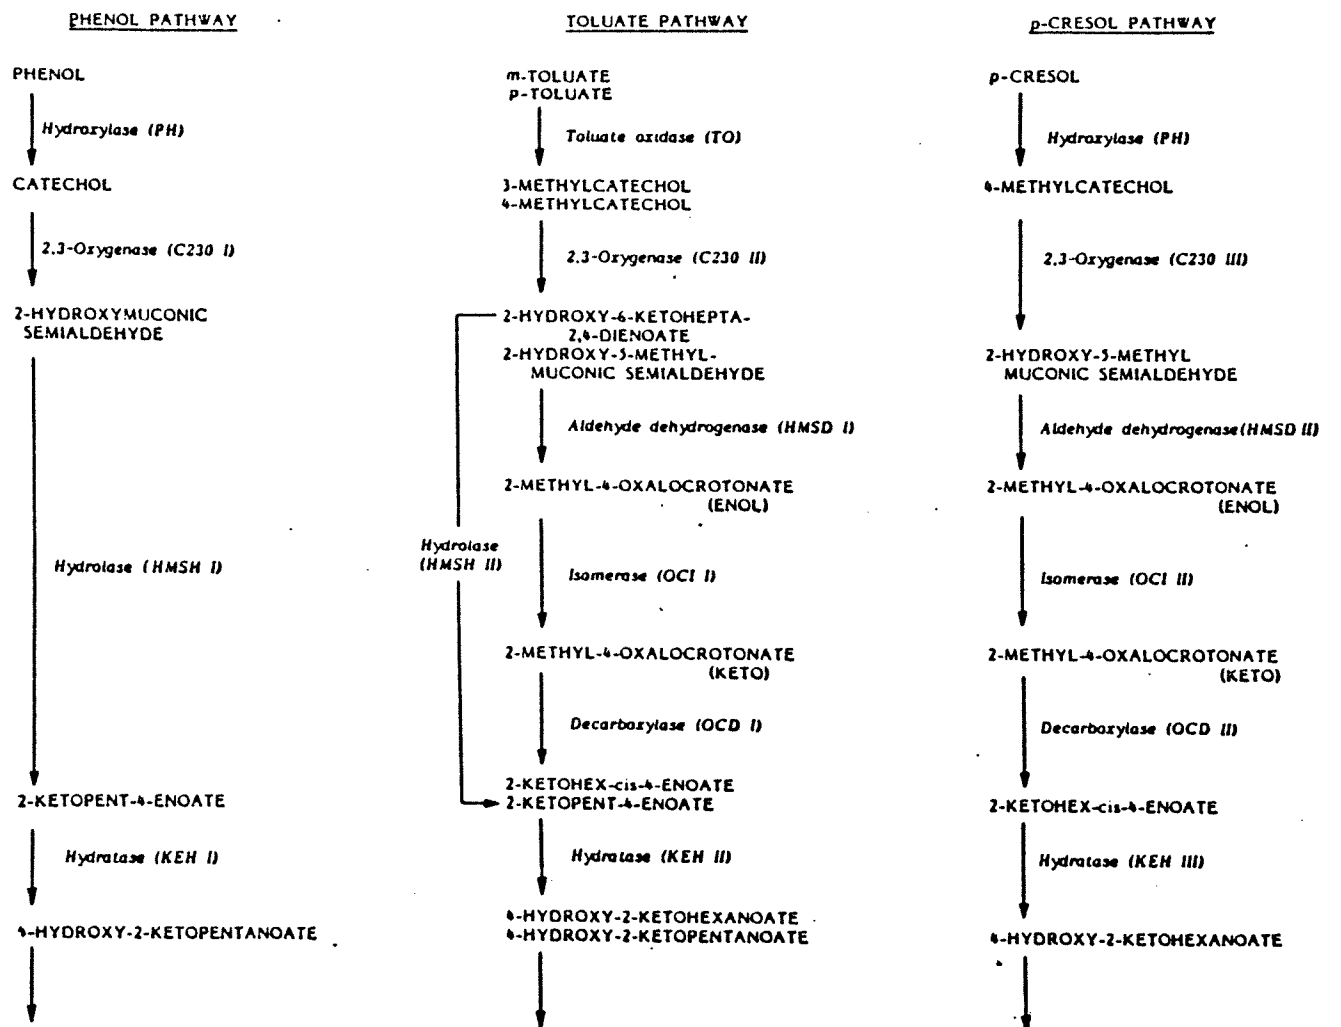 PHENOL PATHWAY
PHENOL
Hydroxylase (PH)
CATECHOL
2,3-Oxygenase (C230 I)
2-HYDROXYMUCONIC
SEMIALDEHYDE
Hydrolase (HMSH I)
2-KETOPENT-4-ENOATE
Hydratase (KEH I)
4-HYDROXY-2-KETOPENTANOATE
TOLUATE PATHWAY
m-TOLUATE
p-TOLUATE
Toluate oxidase (TO)
3-METHYLCATECHOL
4-METHYLCATECHOL
2,3-Oxygenase (C230 II)
2-HYDROXY-6-KETOHEPTA-
2,4-DIENOATE
2-HYDROXY-5-METHYL-
MUCONIC SEMIALDEHYDE
Aldehyde dehydrogenase (HMSD I)
2-METHYL-4-OXALOCROTONATE
(ENOL)
Hydrolase
(HMSH II)
Isomerase (OCI I)
2-METHYL-4-OXALOCROTONATE
(KETO)
Decarboxylase (OCD I)
2-KETOHEX-cis-4-ENOATE
2-KETOPENT-4-ENOATE
Hydratase (KEH II)
4-HYDROXY-2-KETOHEXANOATE
4-HYDROXY-2-KETOPENTANOATE
p-CRESOL PATHWAY
p-CRESOL
Hydroxylase (PH)
4-METHYLCATECHOL
2,3-Oxygenase (C230 III)
2-HYDROXY-5-METHYL
MUCONIC SEMIALDEHYDE
Aldehyde dehydrogenase(HMSD II)
2-METHYL-4-OXALOCROTONATE
(ENOL)
Isomerase (OCI II)
2-METHYL-4-OXALOCROTONATE
(KETO)
Decarboxylase (OCD II)
2-KETOHEX-cis-4-ENOATE
Hydratase (KEH III)
4-HYDROXY-2-KETOHEXANOATE